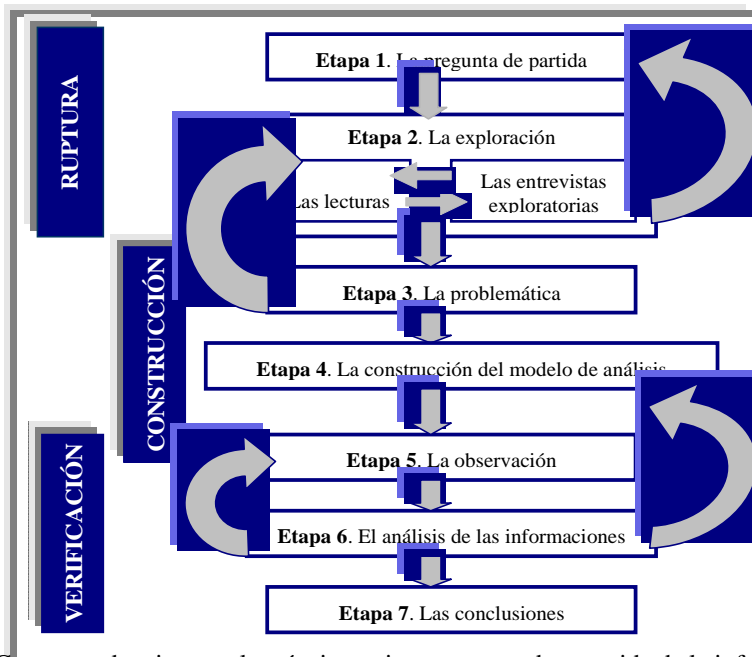 RUPTURA
Etapa 1. La pregunta de partida
Etapa 2. La exploración
Las lecturas
Las entrevistas
exploratorias
CONSTRUCCIÓN
Etapa 3. La problemática
Etapa 4. La construcción del modelo de análisis
VERIFICACIÓN
Etapa 5. La observación
Etapa 6. El análisis de las informaciones
Etapa 7. Las conclusiones